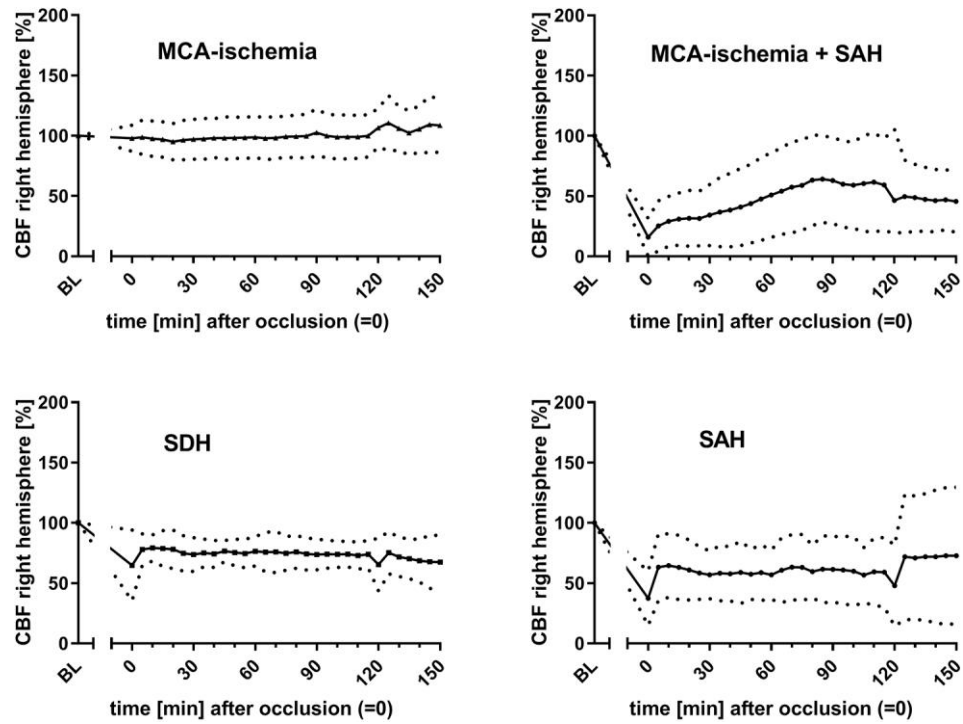 MCA-ischemia
CBF right hemisphere [%]
200
150
100
50
0
BL
0
30
60
90
120
150
time [min] after occlusion (=0)
MCA-ischemia + SAH
CBF right hemisphere [%]
200
150
100
50
0
BL
0
30
60
90
120
150
time [min] after occlusion (=0)
SDH
CBF right hemisphere [%]
200
150
100
50
0
BL
0
30
60
90
120
150
time [min] after occlusion (=0)
SAH
CBF right hemisphere [%]
200
150
100
50
0
BL
0
30
60
90
120
150
time [min] after occlusion (=0)